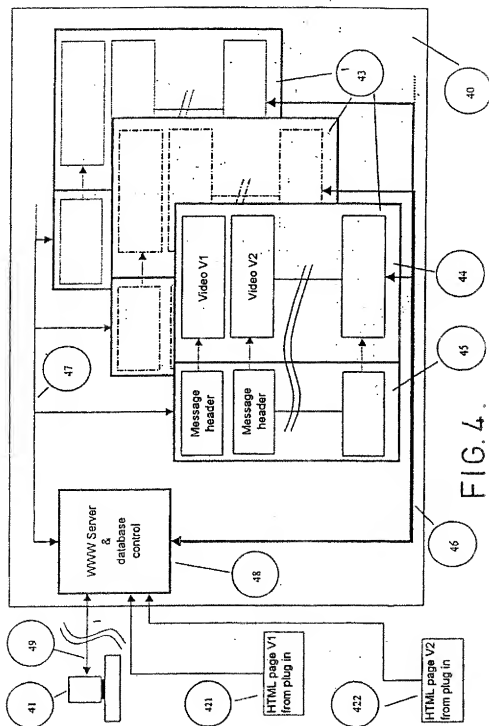 41
49
421
HTML page V1
from plug in
422
HTML page V2
from plug in
WWW Server
&
database
control
48
47
Message
header
Message
header
Video V1
Video V2
45
44
43
46
40
FIG. 4.